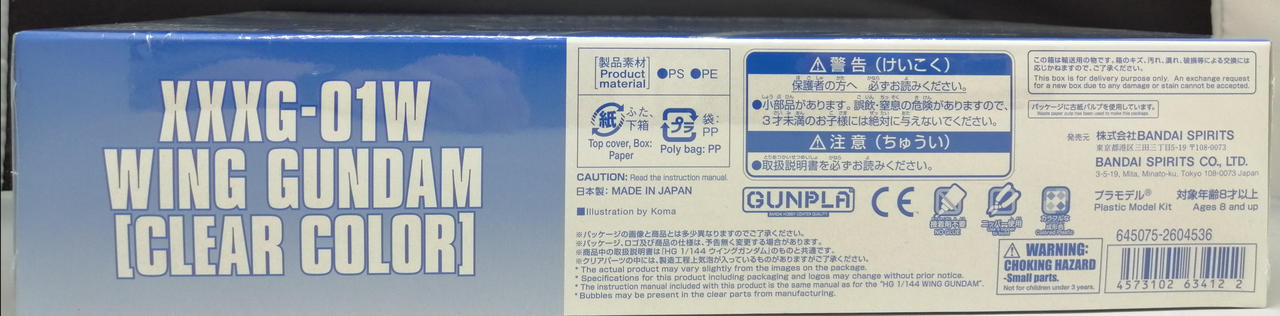 XXXG-01W
WING GUNDAM
[CLEAR COLOR]
製品素材
Product material
●PS ●PE
紙
ふた、下箱
Top cover, Box: Paper
プラ
袋: PP
Poly bag: PP
CAUTION: Read the instruction manual.
日本製: MADE IN JAPAN
■Illustration by Koma
⚠警告(けいこく)
保護者の方へ 必ずお読みください。
●小部品があります。誤飲・窒息の危険がありますので、
3才未満のお子様には絶対に与えないでください。
⚠注意(ちゅうい)
●取扱説明書を必ずお読みください。
GUNPLA
BANDAI HOBBY CENTER QUALITY
CE
接着剤不要
NO GLUE
ニッパー使用
カラフルな
※パッケージの画像と商品とは多少異なりますのでご了承ください。
※パッケージ、ロゴ及び商品の仕様は、予告無く変更する場合があります。
※商品中の取扱説明書は「HG 1/144 ウイングガンダム」のものと共通です。
※クリアパーツの中には、製造工程上気泡が入っているものがありますがご了承ください。
* The actual product may vary slightly from the images on the package.
* Specifications for this product including packaging and logos may change without prior notice.
* The instruction manual included with this product is the same manual as for the "HG 1/144 WING GUNDAM".
* Bubbles may be present in the clear parts from manufacturing.
この箱は輸送用の物です。箱のキズ、汚れ、潰れ、破損等による交換には
応じかねますので、ご了承ください。
This box is for delivery purpose only. An exchange request
for a new box due to any damage or stain cannot be accepted.
パッケージに古紙パルプを使用しています。
Waste paper pulp has been used to make this package.
発売元 株式会社BANDAI SPIRITS
東京都港区三田三丁目5-19 〒108-0073
BANDAI SPIRITS CO., LTD.
3-5-19, Mita, Minato-ku, Tokyo 108-0073 Japan
プラモデル® 対象年齢8才以上
Plastic Model Kit Ages 8 and up
645075-2604536
⚠WARNING:
CHOKING HAZARD
-Small parts.
Not for children under 3 years.
4573102 63412 2